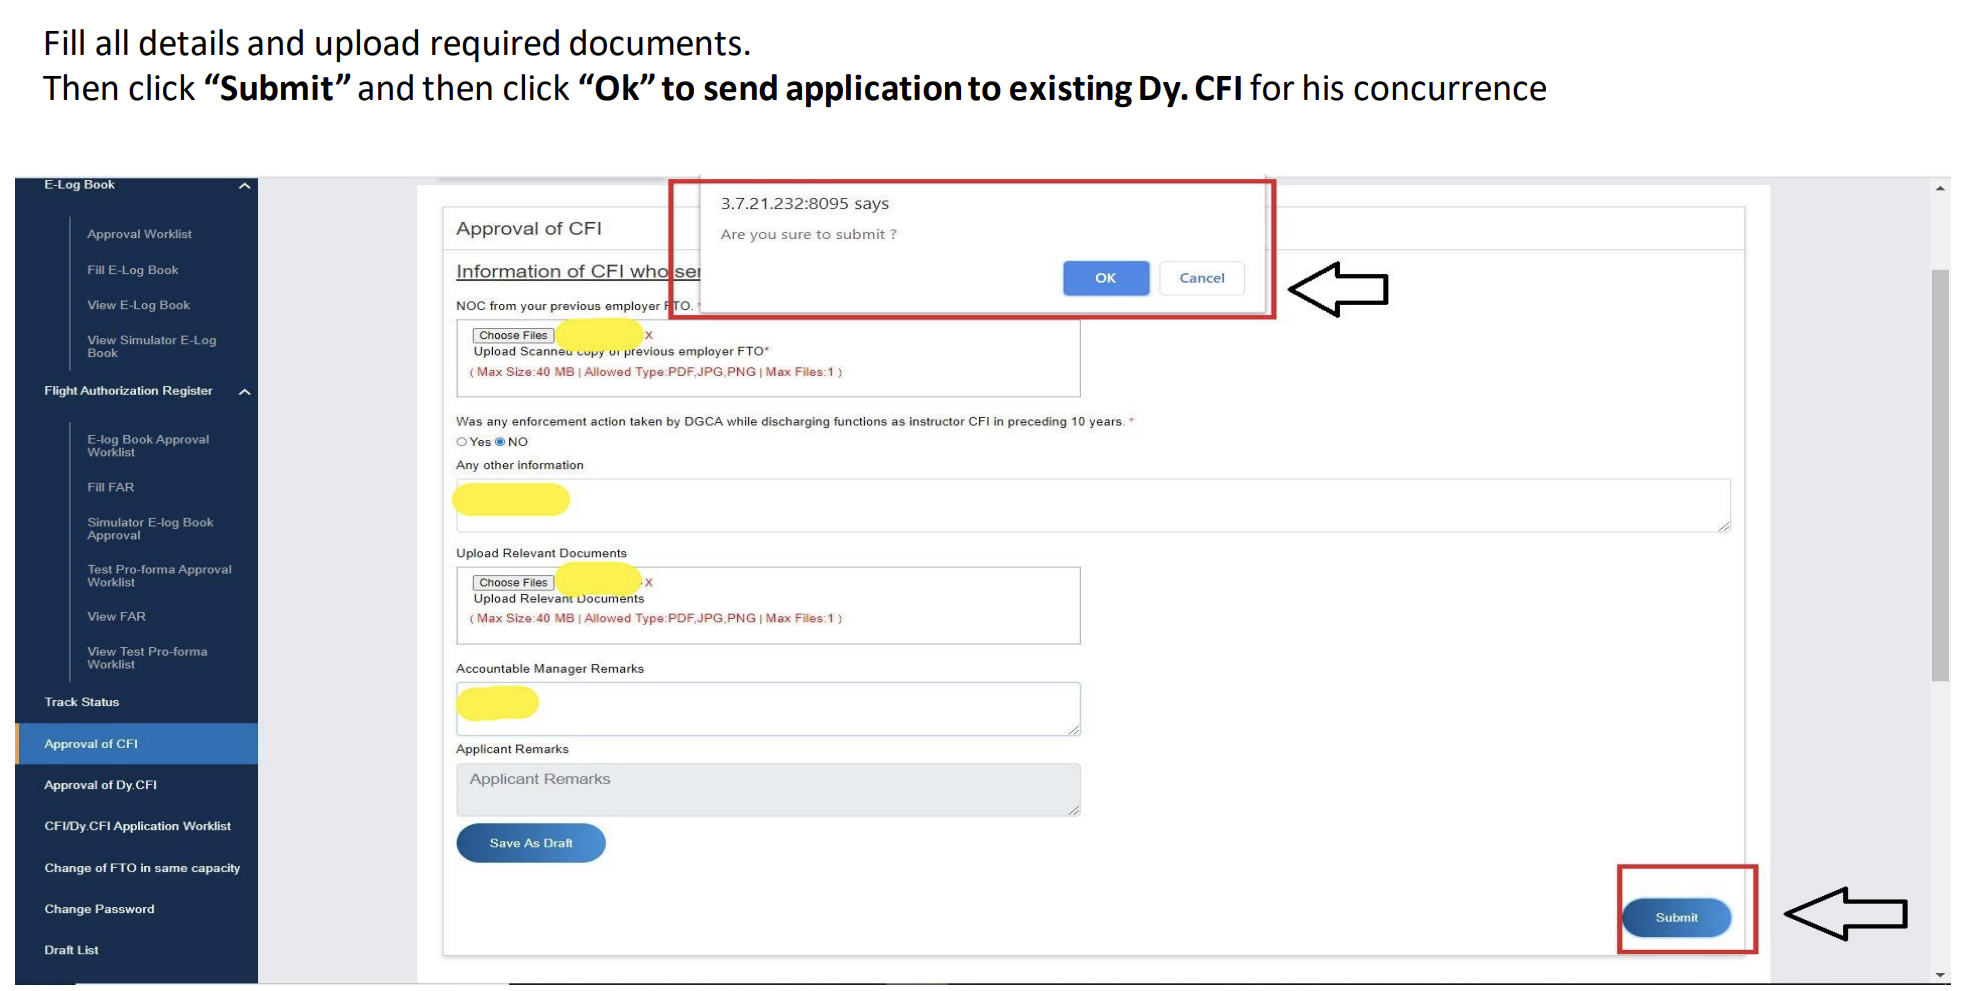 Fill all details and upload required documents.
Then click “Submit” and then click “Ok” to send application to existing Dy. CFI for his concurrence
E-Log Book
Approval Worklist
Fill E-Log Book
View E-Log Book
View Simulator E-Log
Book
Flight Authorization Register
E-log Book Approval
Worklist
Fill FAR
Simulator E-log Book
Approval
Test Pro-forma Approval
Worklist
View FAR
View Test Pro-forma
Worklist
Track Status
Approval of CFI
Approval of Dy.CFI
CFI/Dy.CFI Application Worklist
Change of FTO in same capacity
Change Password
Draft List
3.7.21.232:8095 says
Are you sure to submit ?
OK
Cancel
Approval of CFI
Information of CFI who
NOC from your previous employer FTO. *
Choose Files X
Upload Scanned copy of previous employer FTO*
( Max Size:40 MB | Allowed Type:PDF,JPG,PNG | Max Files:1 )
Was any enforcement action taken by DGCA while discharging functions as instructor CFI in preceding 10 years. *
Yes NO
Any other information
Upload Relevant Documents
Choose Files X
Upload Relevant Documents
( Max Size:40 MB | Allowed Type:PDF,JPG,PNG | Max Files:1 )
Accountable Manager Remarks
Applicant Remarks
Applicant Remarks
Save As Draft
Submit